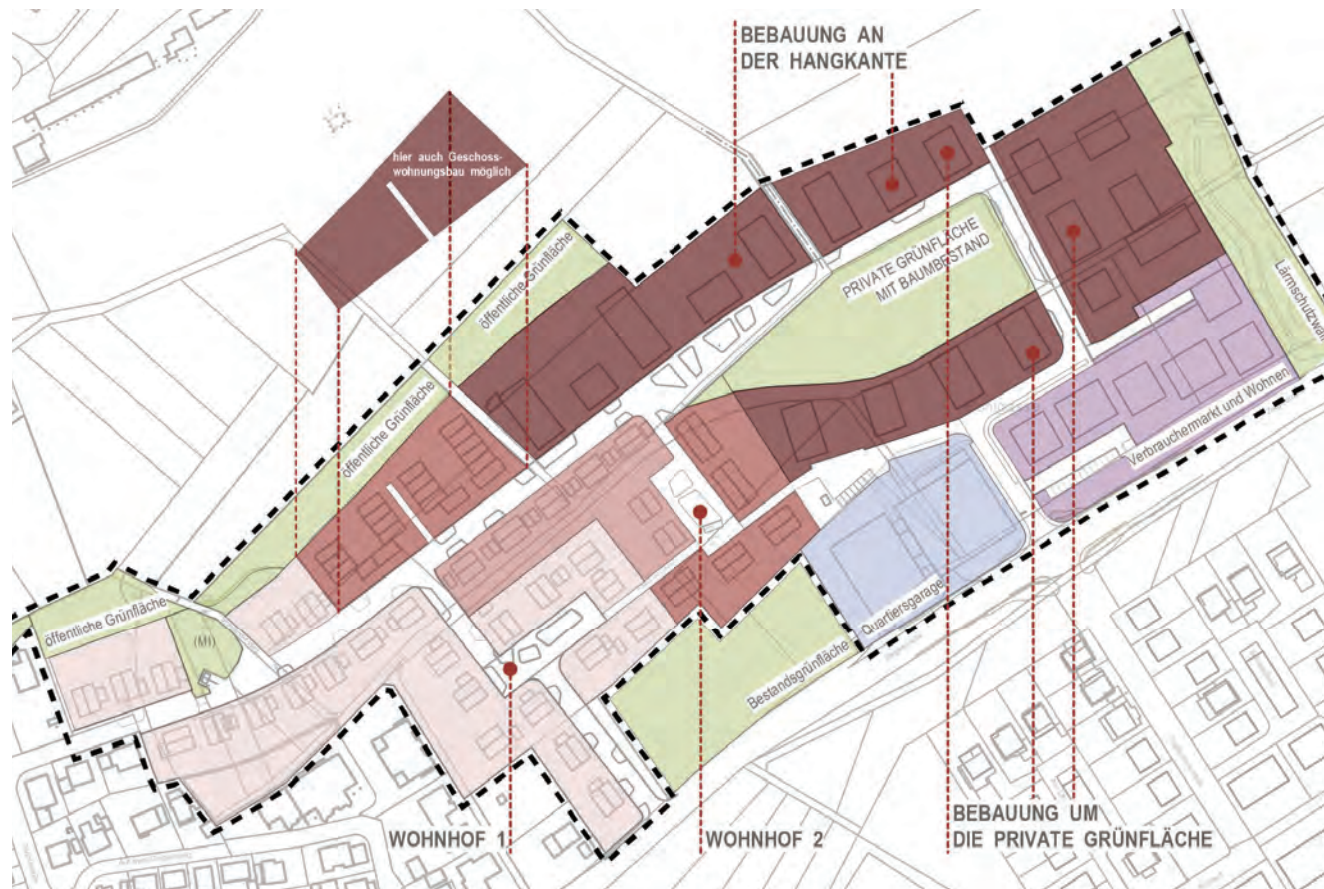 BEBAUUNG AN
DER HANGKANTE
hier auch Geschoss-
wohnungsbau möglich
öffentliche Grünfläche
PRIVATE GRÜNFLÄCHE
MIT BAUMBESTAND
Lärmschutzwall
öffentliche Grünfläche
Verbrauchermarkt und Wohnen
öffentliche Grünfläche
(MI)
Quartiersgarage
Bestandsgrünfläche
WOHNHOF 1
WOHNHOF 2
BEBAUUNG UM
DIE PRIVATE GRÜNFLÄCHE